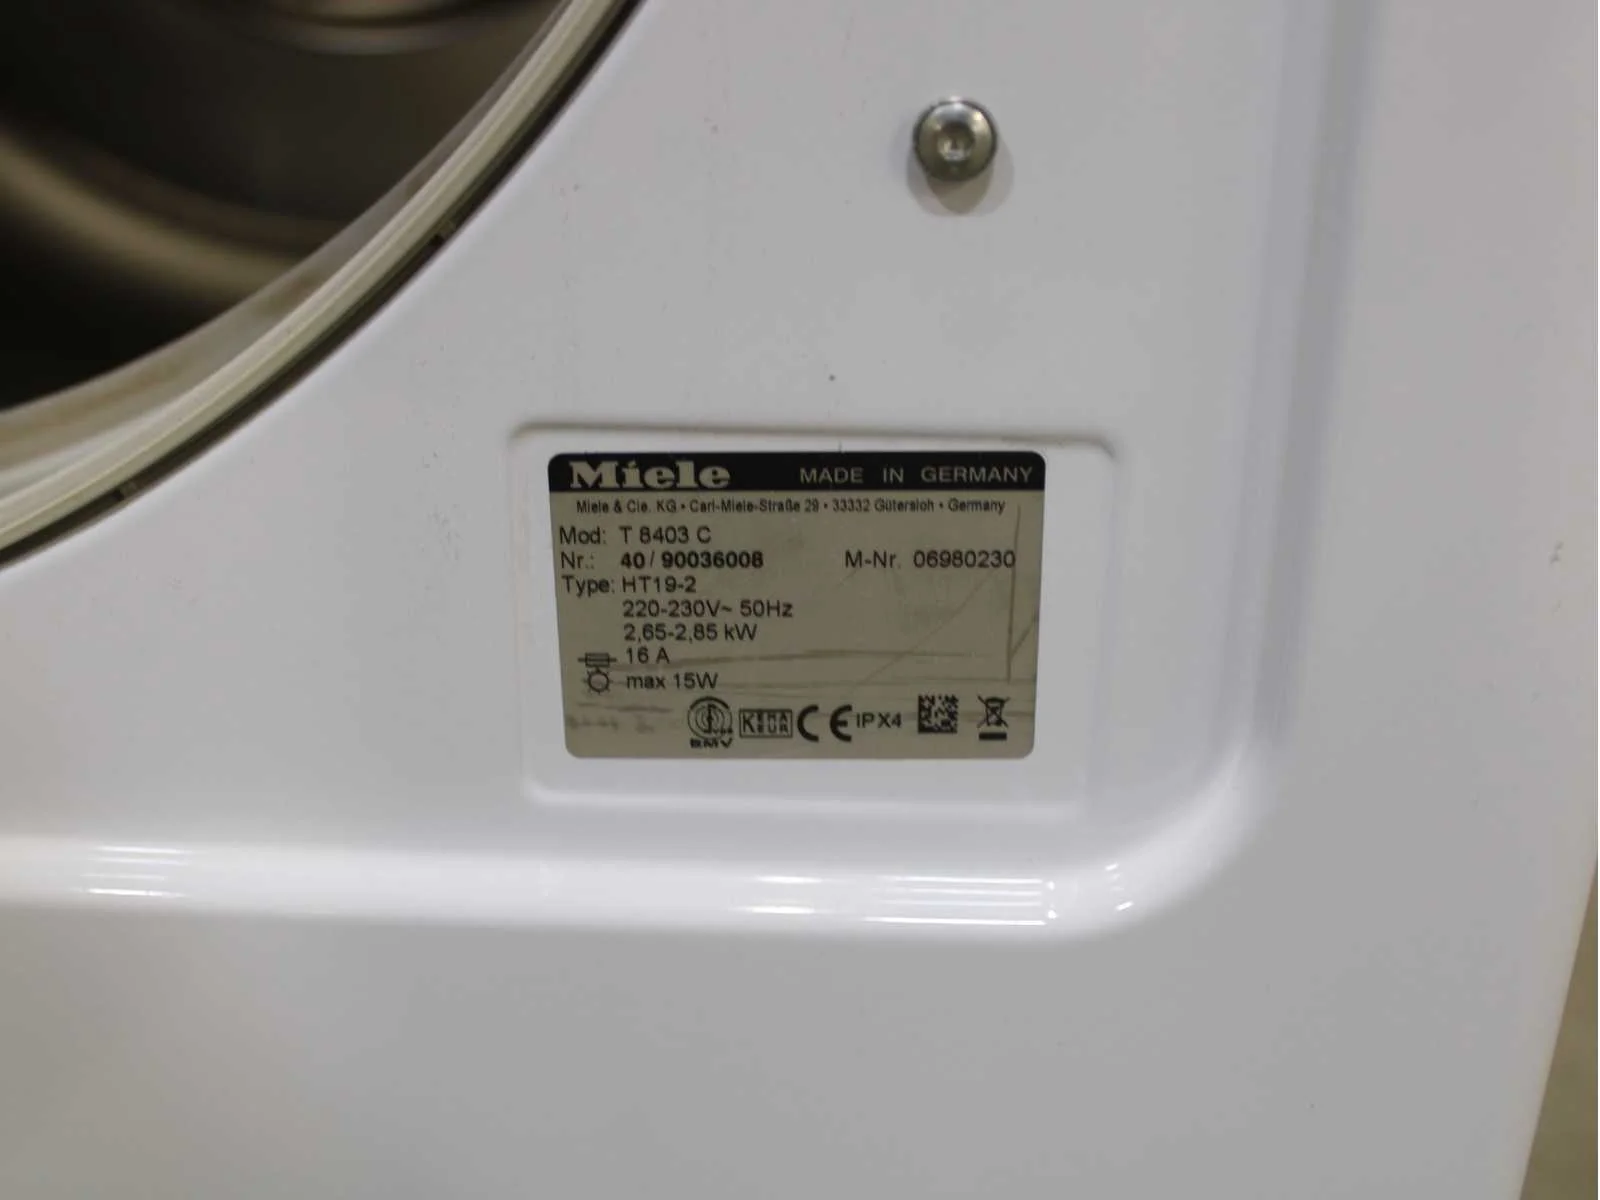 Miele MADE IN GERMANY
Miele & Cie. KG • Carl-Miele-Straße 29 • 33332 Gütersloh • Germany
Mod: T 8403 C
Nr.: 40 / 90036008 M-Nr. 06980230
Type: HT19-2
220-230V~ 50Hz
2,65-2,85 kW
16 A
max 15W
KEMA KEUR CE IPX4